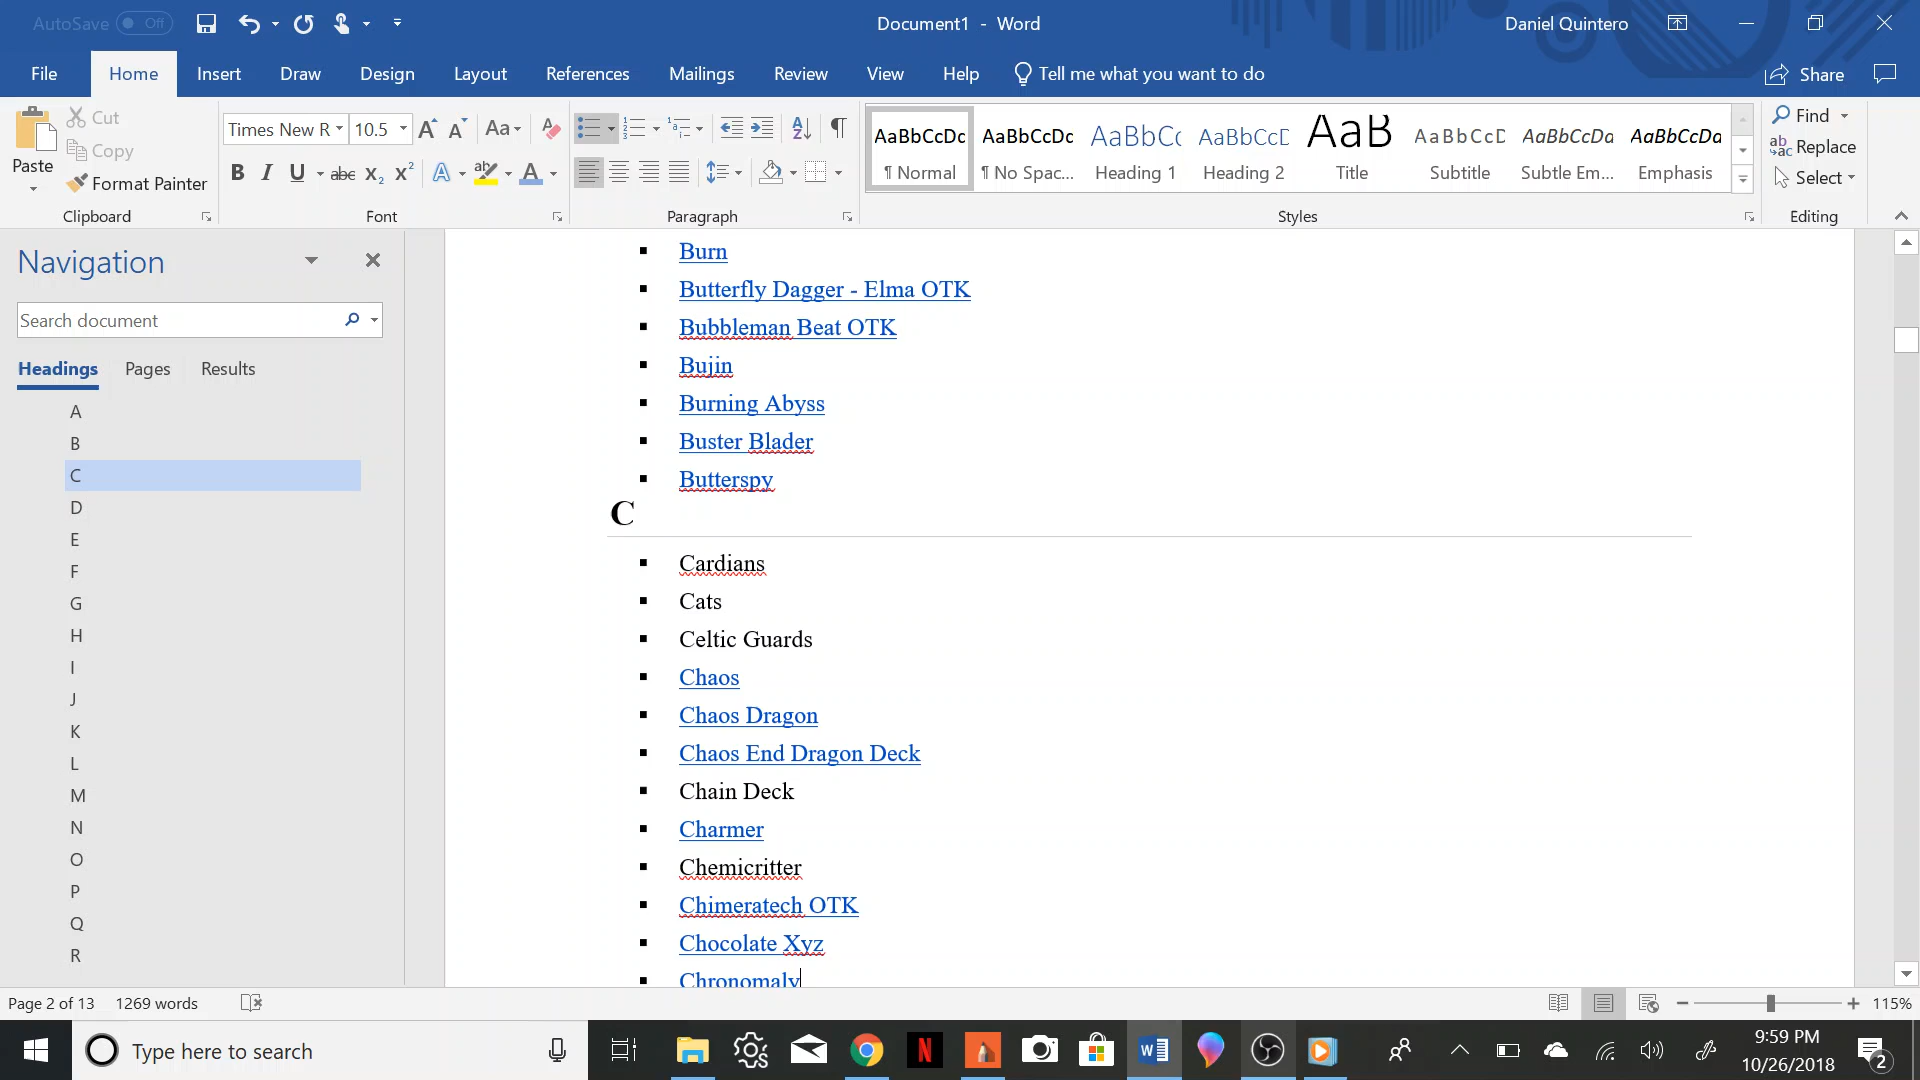 AutoSave Off
Document1 - Word
Daniel Quintero
File Home Insert Draw Design Layout References Mailings Review View Help Tell me what you want to do
Share
Paste
Cut
Copy
Format Painter
Clipboard
Times New R 10.5
Font
Paragraph
AaBbCcDc AaBbCcDc AaBbCc AaBbCcD AaB AaBbCcD AaBbCcDd AaBbCcDd
¶ Normal ¶ No Spac... Heading 1 Heading 2 Title Subtitle Subtle Em... Emphasis
Styles
Find
Replace
Select
Editing
Navigation
Search document
Headings Pages Results
A
B
C
D
E
F
G
H
I
J
K
L
M
N
O
P
Q
R
▪ Burn
▪ Butterfly Dagger - Elma OTK
▪ Bubbleman Beat OTK
▪ Bujin
▪ Burning Abyss
▪ Buster Blader
▪ Butterspy
C
▪ Cardians
▪ Cats
▪ Celtic Guards
▪ Chaos
▪ Chaos Dragon
▪ Chaos End Dragon Deck
▪ Chain Deck
▪ Charmer
▪ Chemicritter
▪ Chimeratech OTK
▪ Chocolate Xyz
▪ Chronomaly
Page 2 of 13 1269 words
115%
Type here to search
9:59 PM
10/26/2018
2